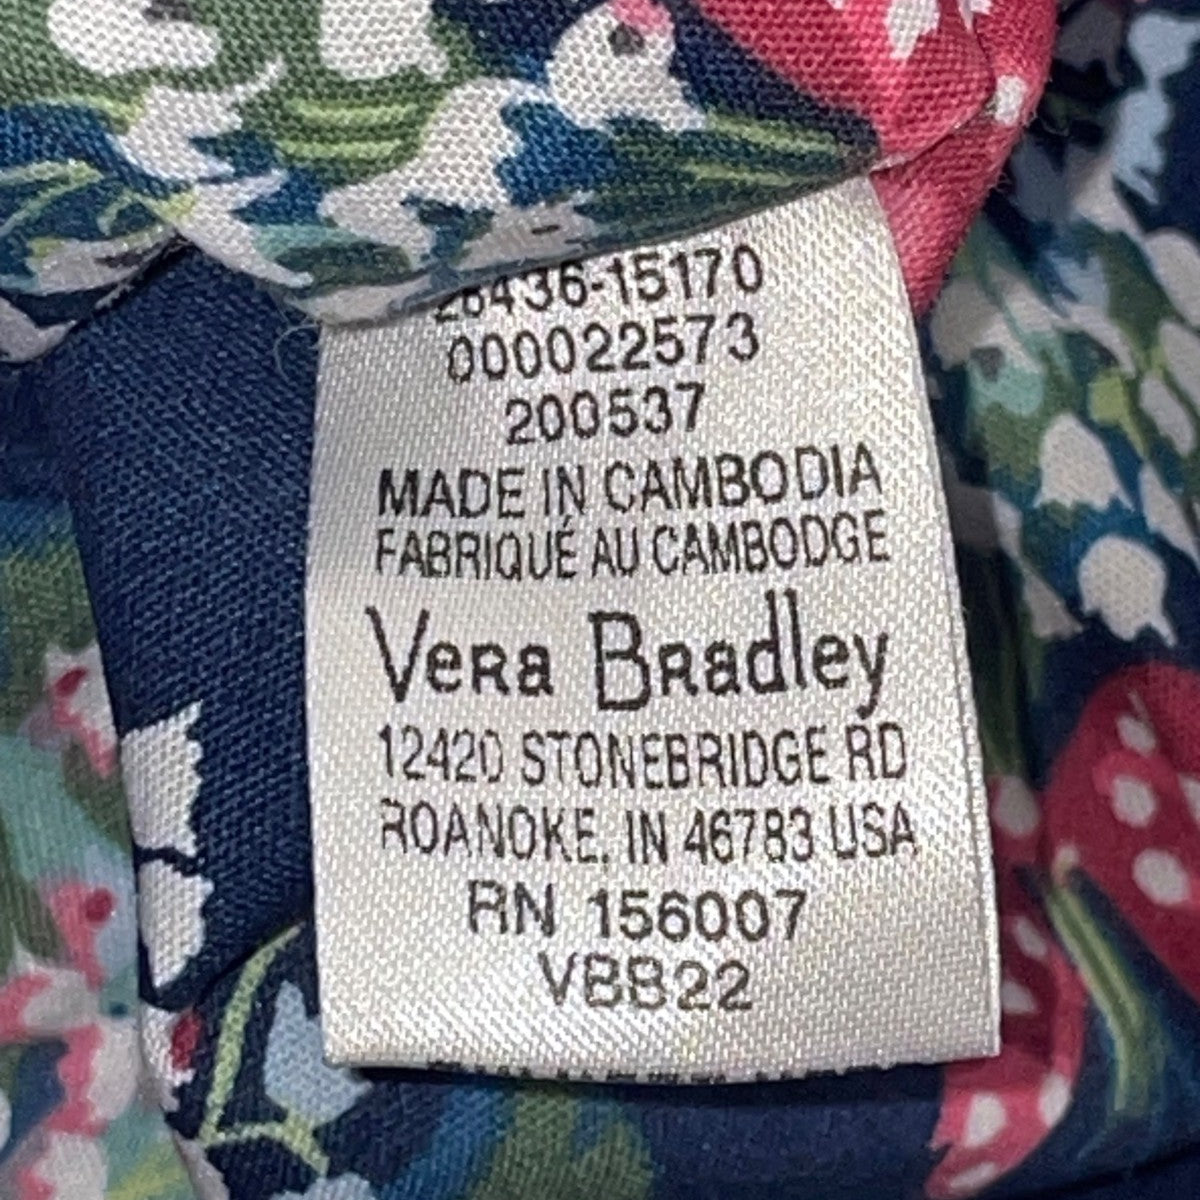 26436-15170
000022573
200537
MADE IN CAMBODIA
FABRIQUÉ AU CAMBODGE
Vera Bradley
12420 STONEBRIDGE RD
ROANOKE, IN 46783 USA
RN 156007
VBB22